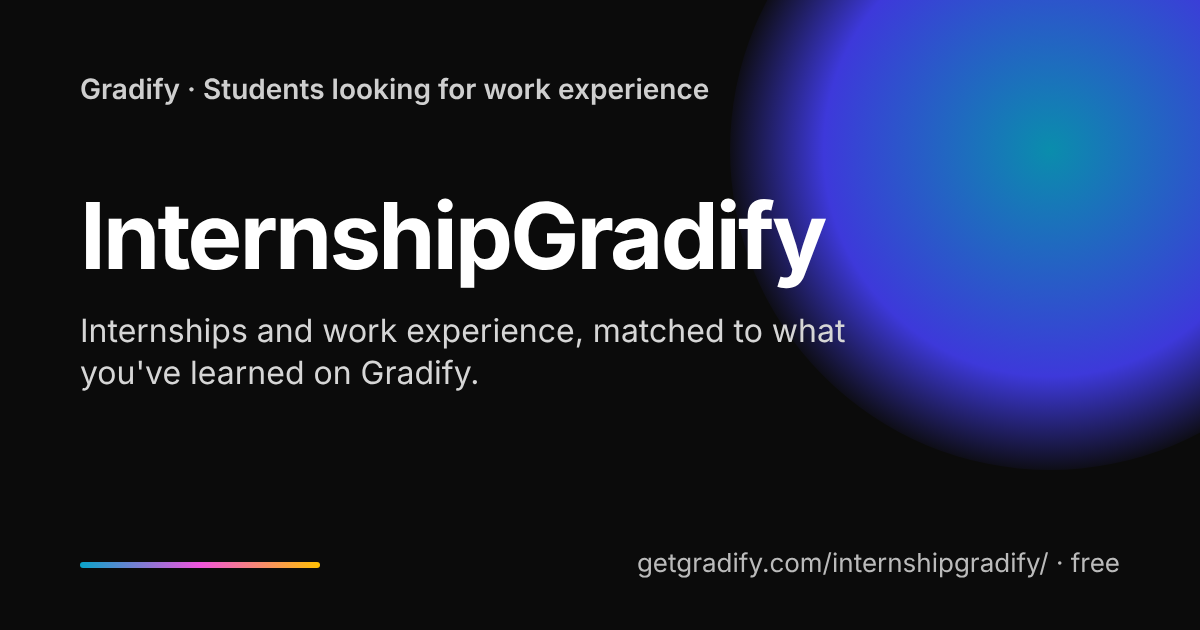 Gradify · Students looking for work experience
InternshipGradify
Internships and work experience, matched to what
you've learned on Gradify.
getgradify.com/internshipgradify/ · free